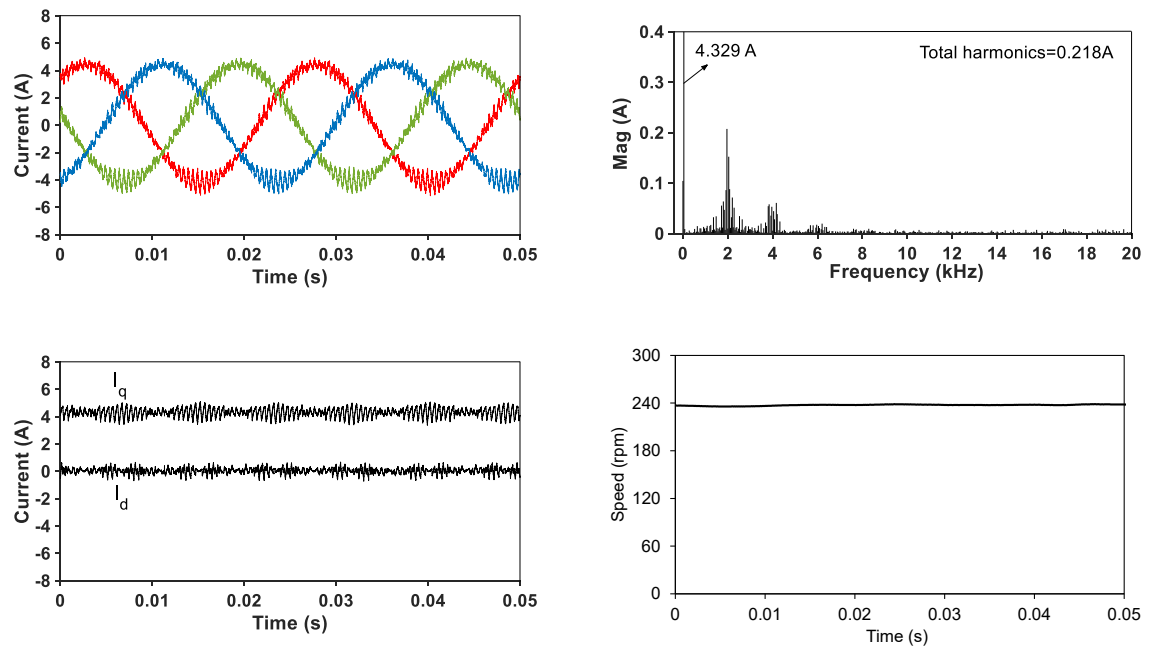 8
6
4
2
0
-2
-4
-6
-8
Current (A)
0 0.01 0.02 0.03 0.04 0.05
Time (s)
0.4
0.3
0.2
0.1
0
Mag (A)
4.329 A
Total harmonics=0.218A
0 2 4 6 8 10 12 14 16 18 20
Frequency (kHz)
8
6
4
2
0
-2
-4
-6
-8
Current (A)
Iq
Id
0 0.01 0.02 0.03 0.04 0.05
Time (s)
300
240
180
120
60
0
Speed (rpm)
0 0.01 0.02 0.03 0.04 0.05
Time (s)